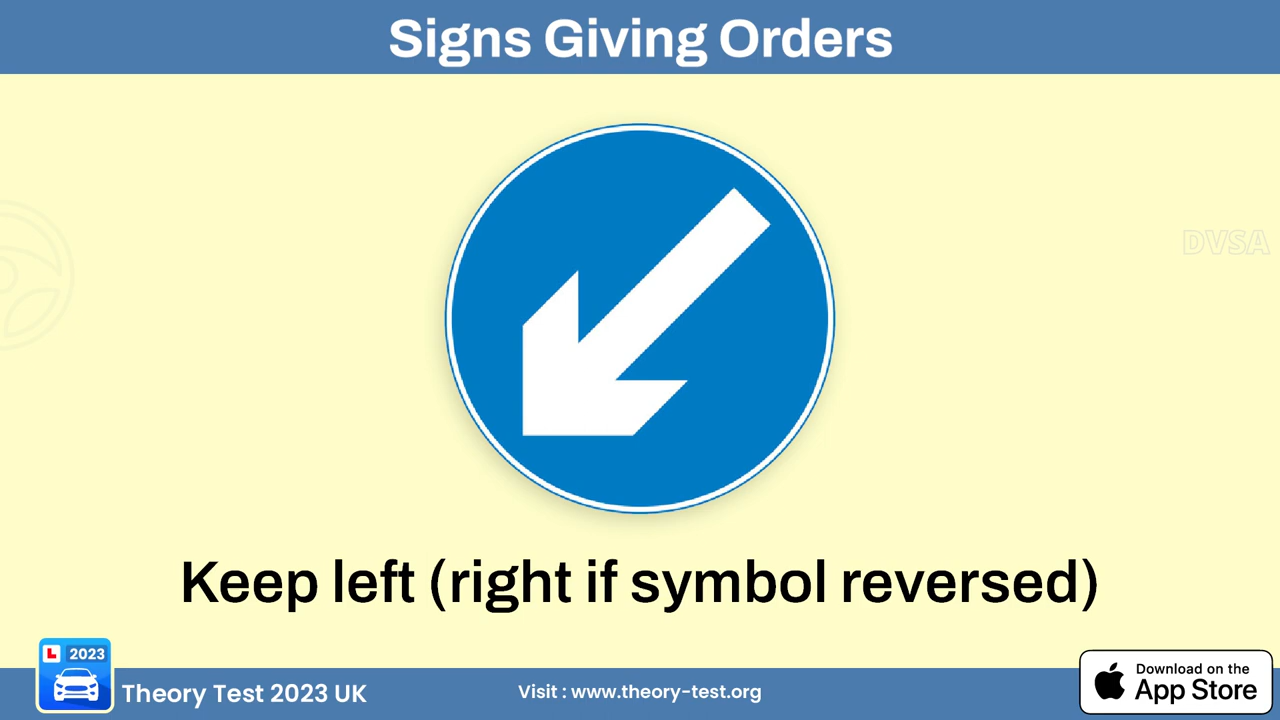 Signs Giving Orders
DVSA
Keep left (right if symbol reversed)
L 2023
Theory Test 2023 UK
Visit : www.theory-test.org
Download on the
App Store